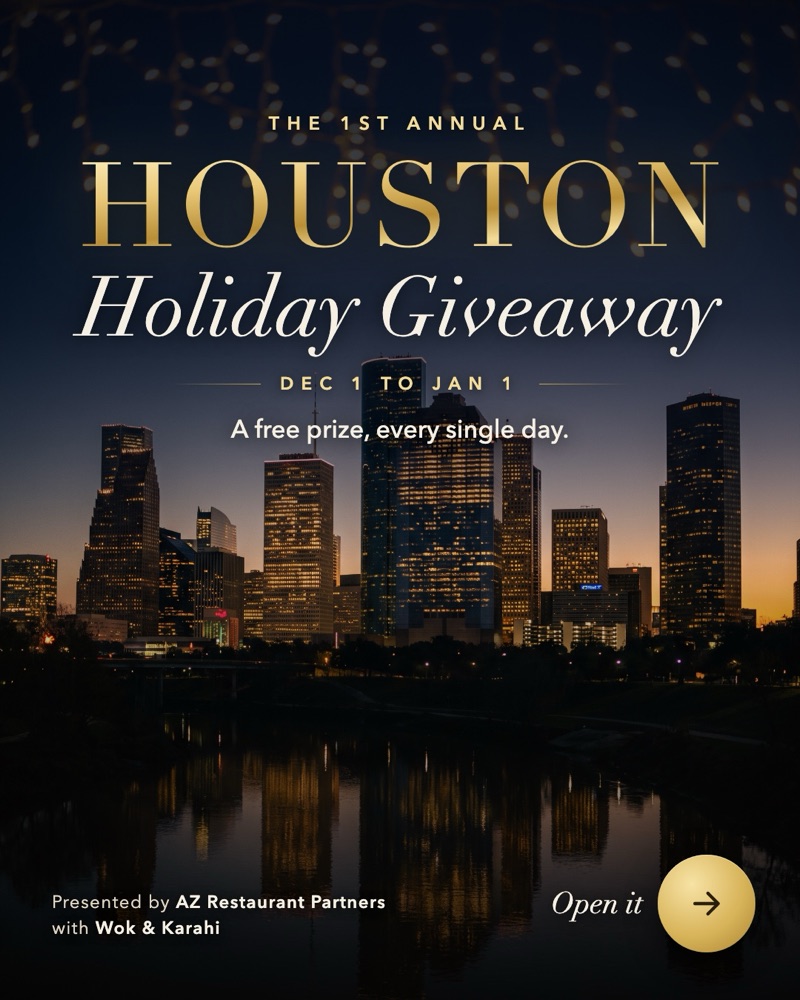 THE 1ST ANNUAL
HOUSTON
Holiday Giveaway
DEC 1 TO JAN 1
A free prize, every single day.
Presented by AZ Restaurant Partners
with Wok & Karahi
Open it